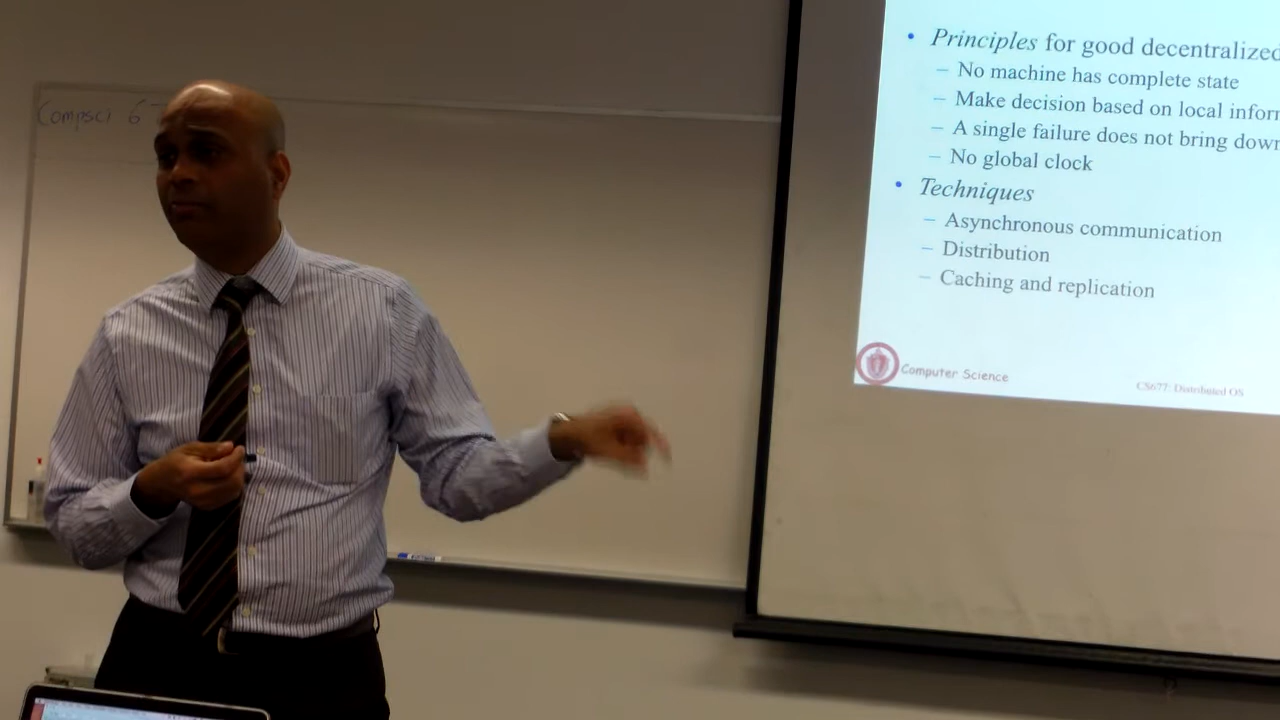 Compsci 6
• Principles for good decentralized
– No machine has complete state
– Make decision based on local infor
– A single failure does not bring down
– No global clock
• Techniques
– Asynchronous communication
– Distribution
– Caching and replication
Computer Science
CS677: Distributed OS